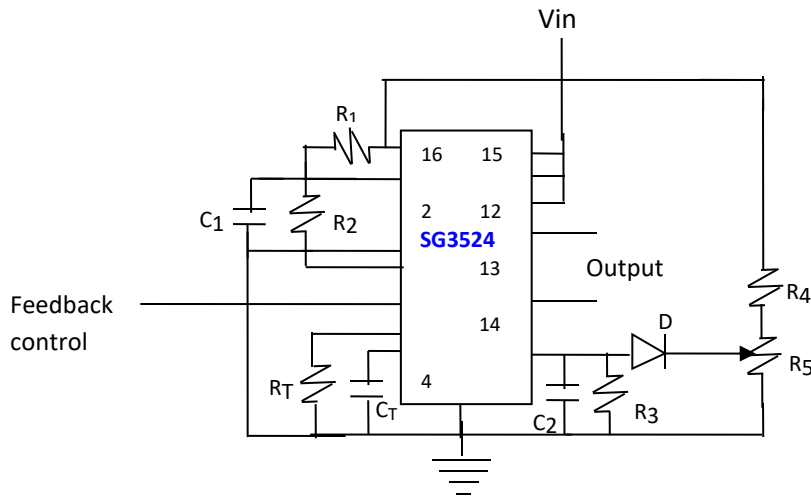 Vin
R1
16 15
C1
R2
2 12
SG3524
13
Output
Feedback
control
14
R4
D
R5
RT
CT
4
C2
R3